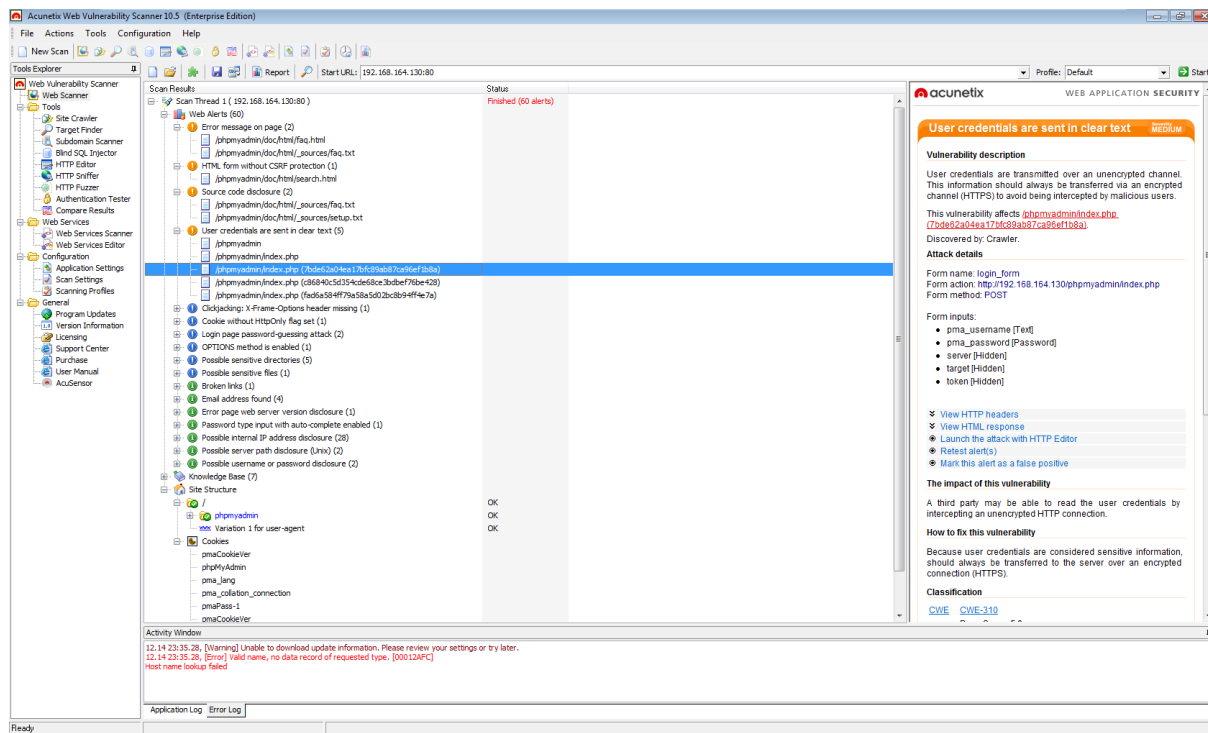 Acunetix Web Vulnerability Scanner 10.5 (Enterprise Edition)
File Actions Tools Configuration Help
New Scan
Tools Explorer
Report
Start URL: 192.168.164.130:80
Profile: Default
Start
Web Vulnerability Scanner
Web Scanner
Tools
Site Crawler
Target Finder
Subdomain Scanner
Blind SQL Injector
HTTP Editor
HTTP Sniffer
HTTP Fuzzer
Authentication Tester
Compare Results
Web Services
Web Services Scanner
Web Services Editor
Configuration
Application Settings
Scan Settings
Scanning Profiles
General
Program Updates
Version Information
Licensing
Support Center
Purchase
User Manual
AcuSensor
Scan Results Status
Scan Thread 1 ( 192.168.164.130:80 ) Finished (60 alerts)
Web Alerts (60)
Error message on page (2)
/phpmyadmin/doc/html/faq.html
/phpmyadmin/doc/html/_sources/faq.txt
HTML form without CSRF protection (1)
/phpmyadmin/doc/html/search.html
Source code disclosure (2)
/phpmyadmin/doc/html/_sources/faq.txt
/phpmyadmin/doc/html/_sources/setup.txt
User credentials are sent in clear text (5)
/phpmyadmin
/phpmyadmin/index.php
/phpmyadmin/index.php (7bde62a04ea17bfc89ab87ca96ef1b8a)
/phpmyadmin/index.php (c86840c5d354cde68ce3bdbef76be428)
/phpmyadmin/index.php (fad6a584ff79a58a5d02bc8b94ff4e7a)
Clickjacking: X-Frame-Options header missing (1)
Cookie without HttpOnly flag set (1)
Login page password-guessing attack (2)
OPTIONS method is enabled (1)
Possible sensitive directories (5)
Possible sensitive files (1)
Broken links (1)
Email address found (4)
Error page web server version disclosure (1)
Password type input with auto-complete enabled (1)
Possible internal IP address disclosure (28)
Possible server path disclosure (Unix) (2)
Possible username or password disclosure (2)
Knowledge Base (7)
Site Structure
/ OK
phpmyadmin OK
Variation 1 for user-agent OK
Cookies
pmaCookieVer
phpMyAdmin
pma_lang
pma_collation_connection
pmaPass-1
pmaCookieVer
acunetix WEB APPLICATION SECURITY
User credentials are sent in clear text Severity MEDIUM
Vulnerability description
User credentials are transmitted over an unencrypted channel.
This information should always be transferred via an encrypted
channel (HTTPS) to avoid being intercepted by malicious users.
This vulnerability affects /phpmyadmin/index.php
(7bde62a04ea17bfc89ab87ca96ef1b8a).
Discovered by: Crawler.
Attack details
Form name: login_form
Form action: http://192.168.164.130/phpmyadmin/index.php
Form method: POST
Form inputs:
pma_username [Text]
pma_password [Password]
server [Hidden]
target [Hidden]
token [Hidden]
View HTTP headers
View HTML response
Launch the attack with HTTP Editor
Retest alert(s)
Mark this alert as a false positive
The impact of this vulnerability
A third party may be able to read the user credentials by
intercepting an unencrypted HTTP connection.
How to fix this vulnerability
Because user credentials are considered sensitive information,
should always be transferred to the server over an encrypted
connection (HTTPS).
Classification
CWE CWE-310
Activity Window
12.14 23:35.28, [Warning] Unable to download update information. Please review your settings or try later.
12.14 23:35.28, [Error] Valid name, no data record of requested type. [00012AFC]
Host name lookup failed
Application Log Error Log
Ready